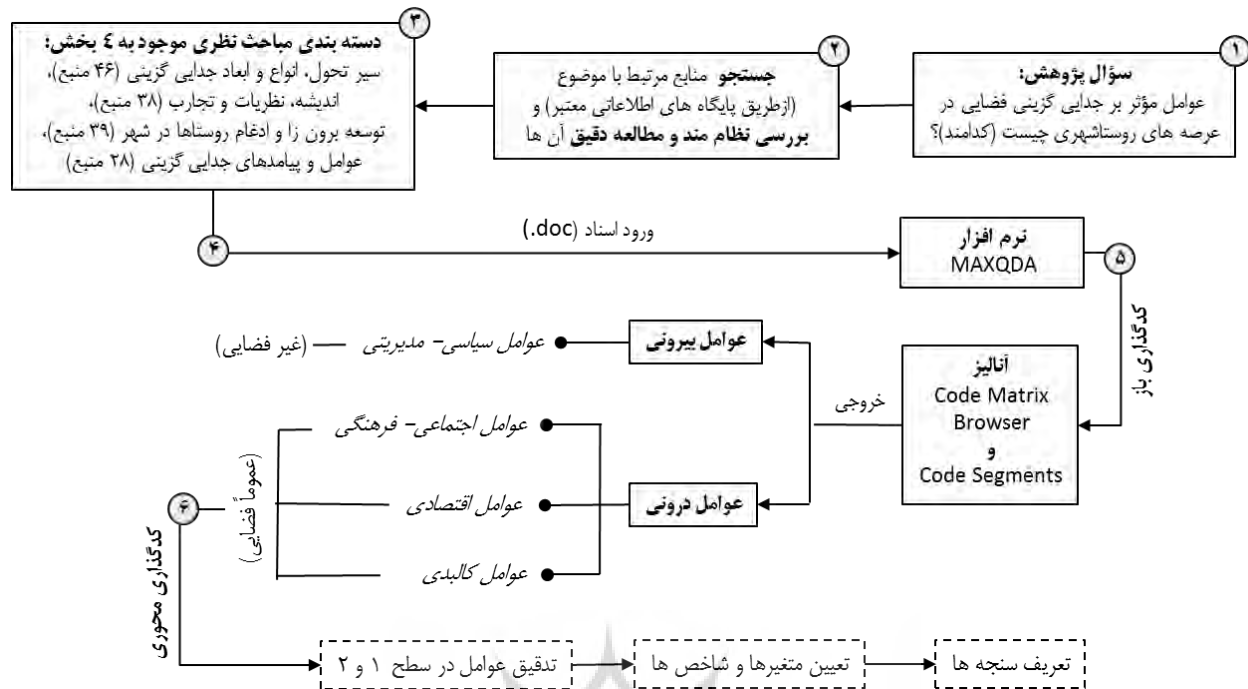 ۱
سؤال پژوهش:
عوامل مؤثر بر جدایی گزینی فضایی در
عرصه های روستاشهری چیست (کدامند)؟
۲
جستجو منابع مرتبط با موضوع
(ازطریق پایگاه های اطلاعاتی معتبر) و
بررسی نظام مند و مطالعه دقیق آن ها
۳
دسته بندی مباحث نظری موجود به ٤ بخش:
سیر تحول، انواع و ابعاد جدایی گزینی (۴۶ منبع)،
اندیشه، نظریات و تجارب (۳۸ منبع)،
توسعه برون زا و ادغام روستاها در شهر (۳۹ منبع)،
عوامل و پیامدهای جدایی گزینی (۲۸ منبع)
۴
ورود اسناد (.doc)
نرم افزار
MAXQDA
۵
کدگذاری باز
آنالیز
Code Matrix
Browser
و
Code Segments
خروجی
عوامل بیرونی
عوامل سیاسی- مدیریتی
(غیر فضایی)
عوامل درونی
عوامل اجتماعی- فرهنگی
عوامل اقتصادی
عوامل کالبدی
(عموماً فضایی)
۶
کدگذاری محوری
تدقیق عوامل در سطح ۱ و ۲
تعیین متغیرها و شاخص ها
تعریف سنجه ها